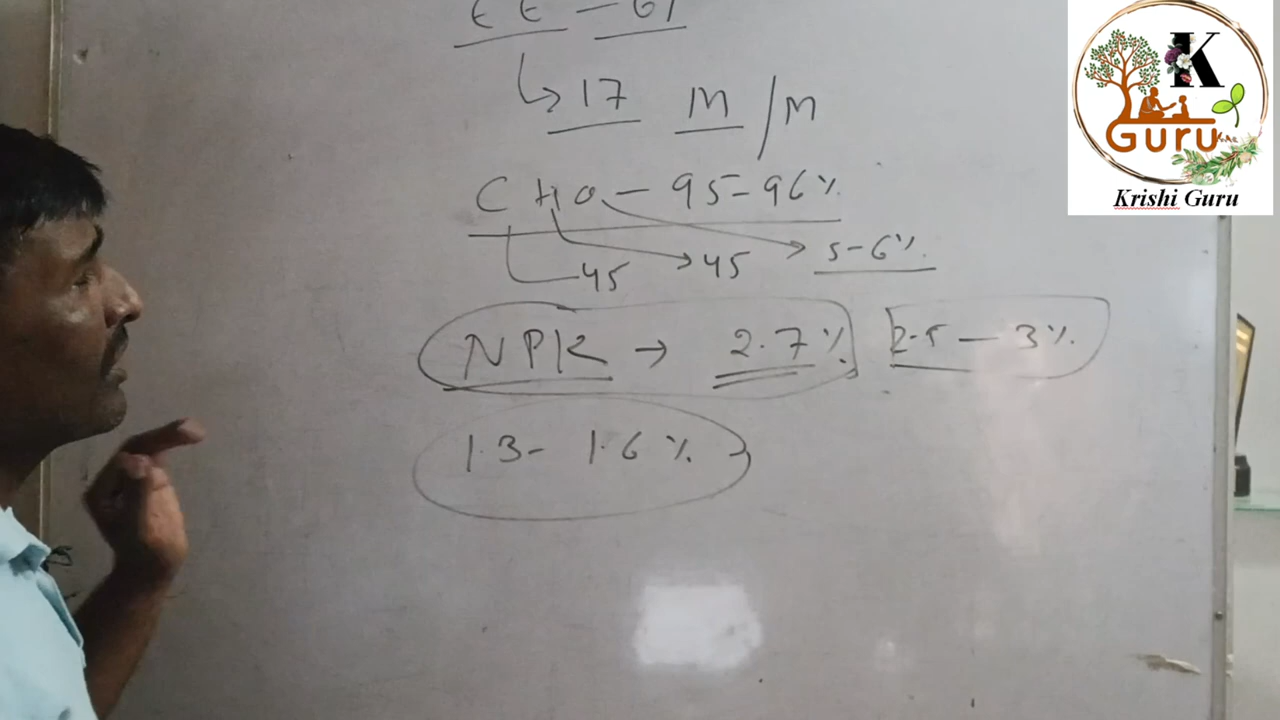 17 M/M
CHO - 95-96%
45 → 45 → 5-6%
NPK → 2.7% 2.5 - 3%
1.3 - 1.6%
K
GURU
Krishi Guru